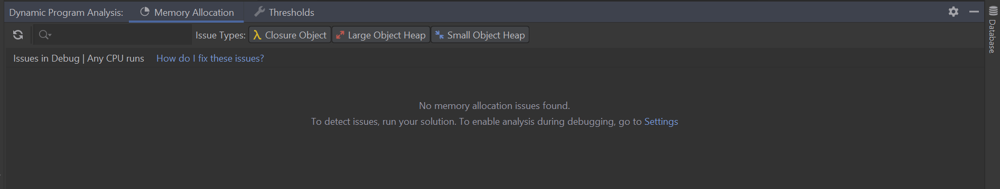 Dynamic Program Analysis: Memory Allocation Thresholds
Issue Types: Closure Object Large Object Heap Small Object Heap
Issues in Debug | Any CPU runs How do I fix these issues?
No memory allocation issues found.
To detect issues, run your solution. To enable analysis during debugging, go to Settings
Database